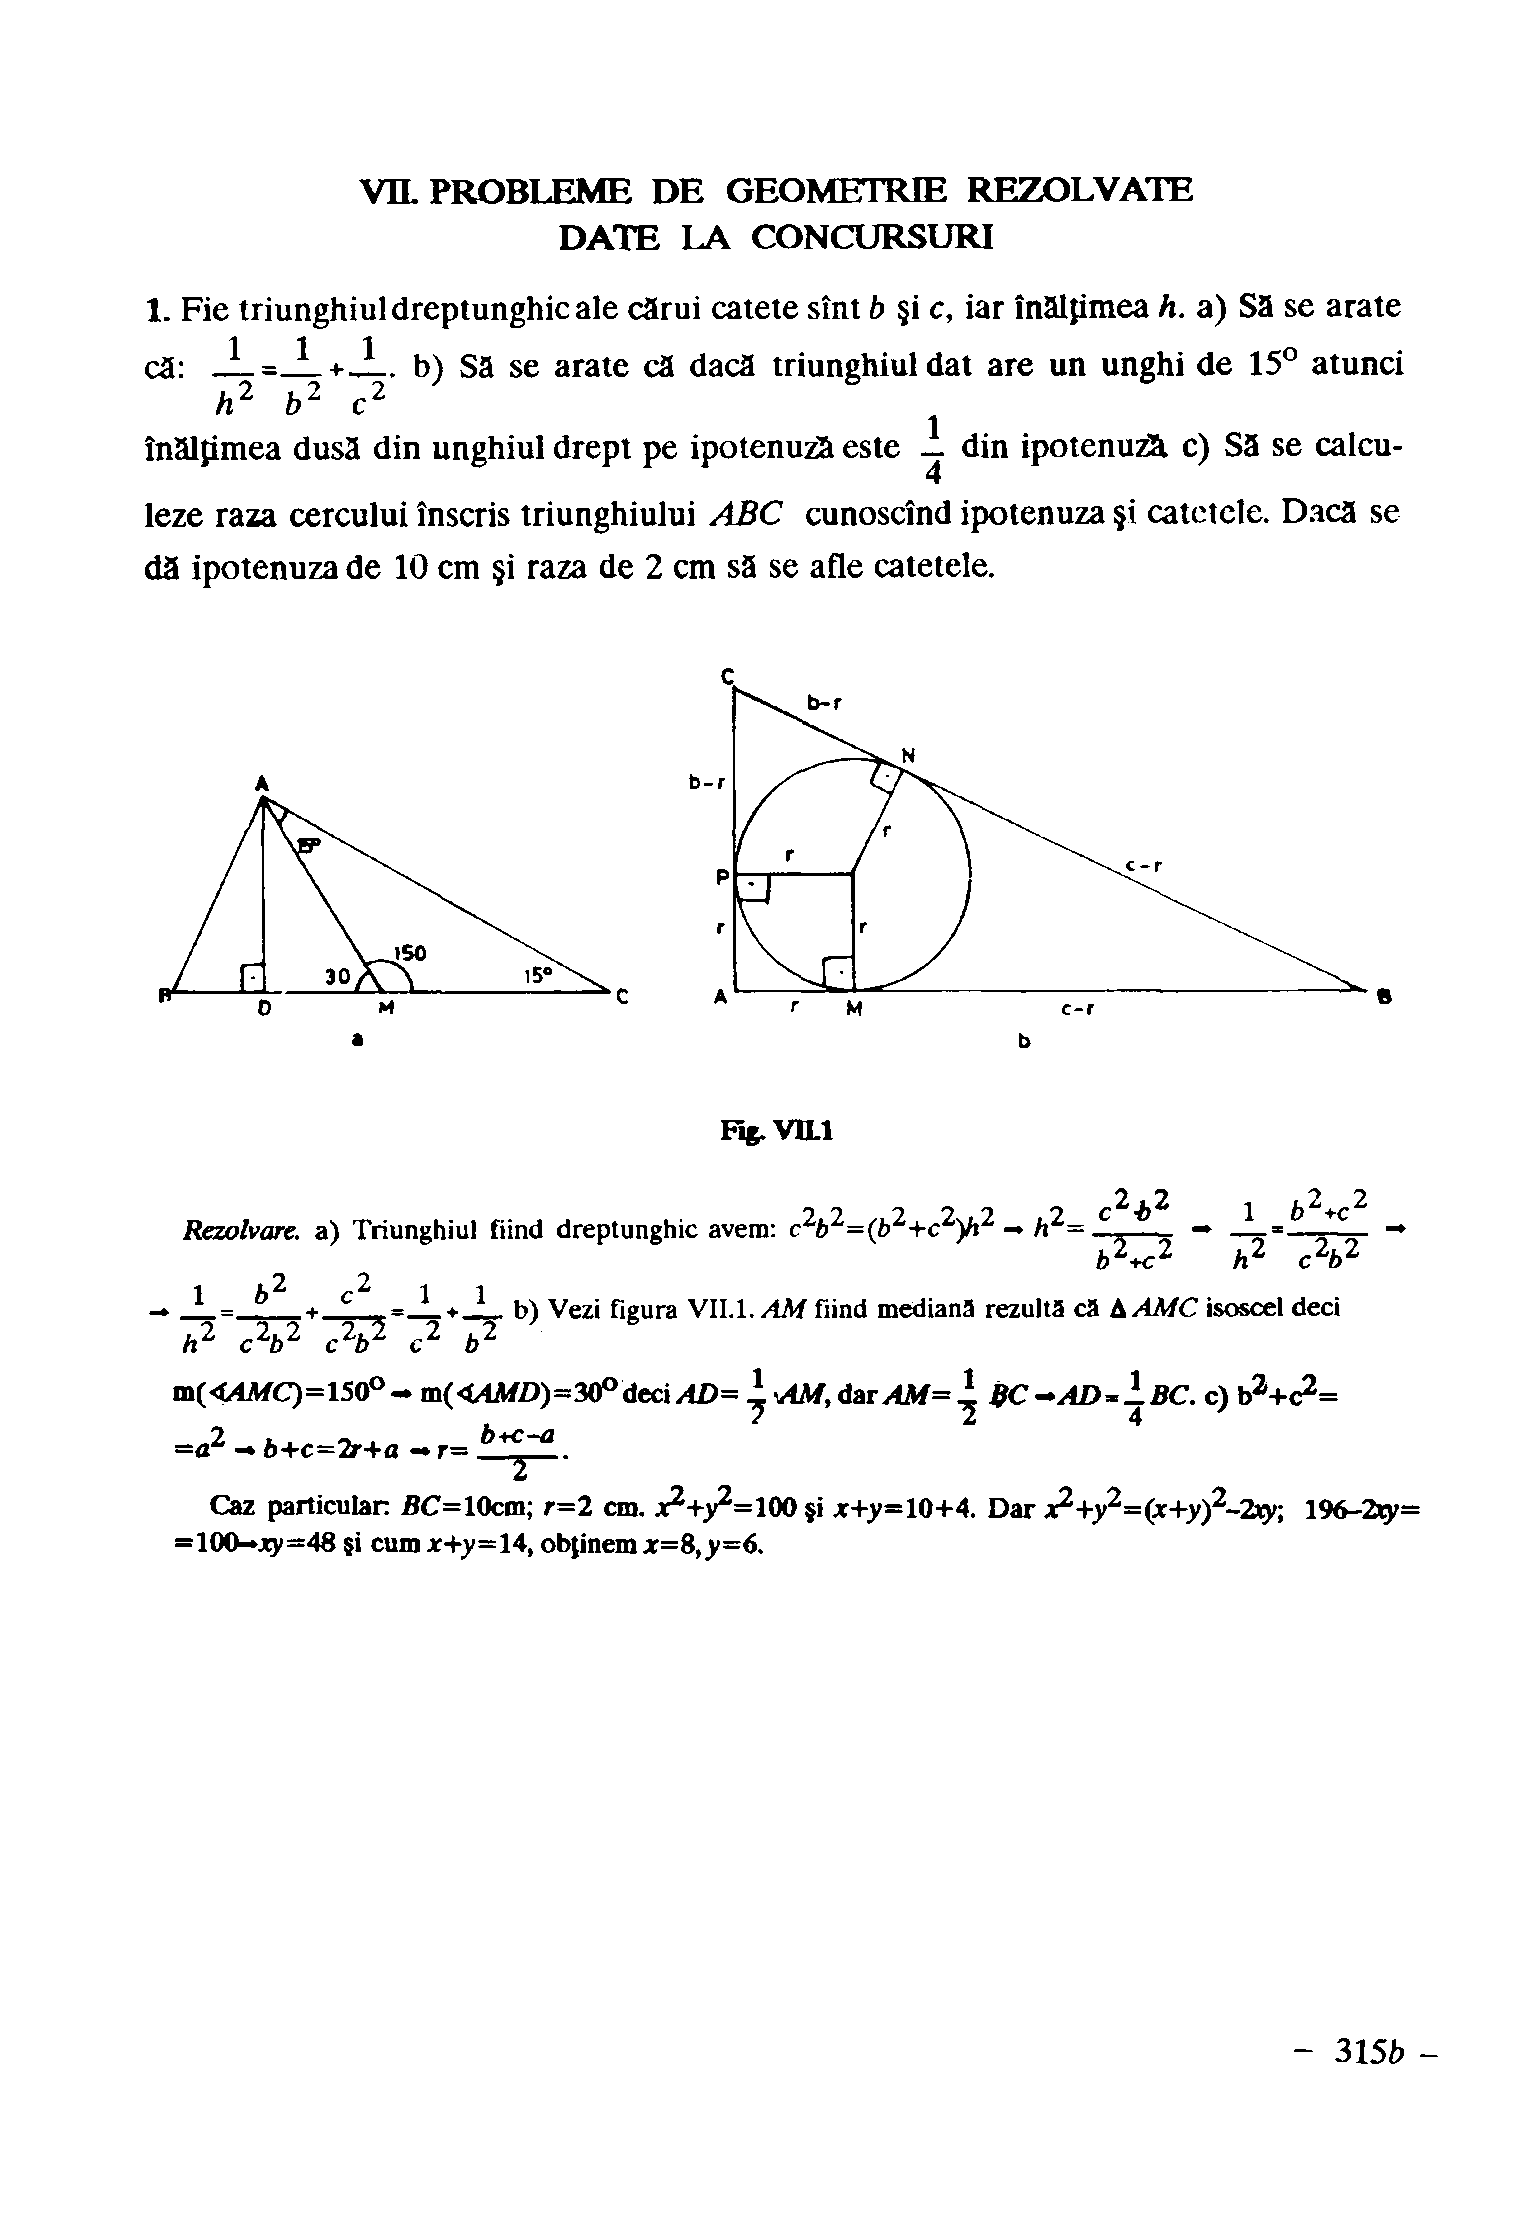 VII. PROBLEME DE GEOMETRIE REZOLVATE
DATE LA CONCURSURI
1. Fie triunghiul dreptunghic ale cărui catete sînt b şi c, iar înălţimea h. a) Să se arate
că: 1/h² = 1/b² + 1/c². b) Să se arate că dacă triunghiul dat are un unghi de 15° atunci
înălţimea dusă din unghiul drept pe ipotenuză este 1/4 din ipotenuză. c) Să se calcu-
leze raza cercului înscris triunghiului ABC cunoscînd ipotenuza şi catetele. Dacă se
dă ipotenuza de 10 cm şi raza de 2 cm să se afle catetele.
A
15°
150
30
15°
B
D
M
C
a
C
b-r
N
b-r
r
r
P
c-r
r
r
A
r
M
c-r
B
b
Fig. VII.1
Rezolvare. a) Triunghiul fiind dreptunghic avem: c²b²=(b²+c²)h² → h²= c²b²/(b²+c²) → 1/h² = (b²+c²)/(c²b²) →
→ 1/h² = b²/(c²b²) + c²/(c²b²) = 1/c² + 1/b². b) Vezi figura VII.1. AM fiind mediană rezultă că Δ AMC isoscel deci
m(∢AMC)=150° → m(∢AMD)=30° deci AD= 1/2 AM, dar AM= 1/2 BC → AD = 1/4 BC. c) b²+c²=
=a² → b+c=2r+a → r= (b+c-a)/2.
Caz particular: BC=10cm; r=2 cm. x²+y²=100 şi x+y=10+4. Dar x²+y²=(x+y)²-2xy; 196-2xy=
=100→xy=48 şi cum x+y=14, obţinem x=8, y=6.
- 315b -